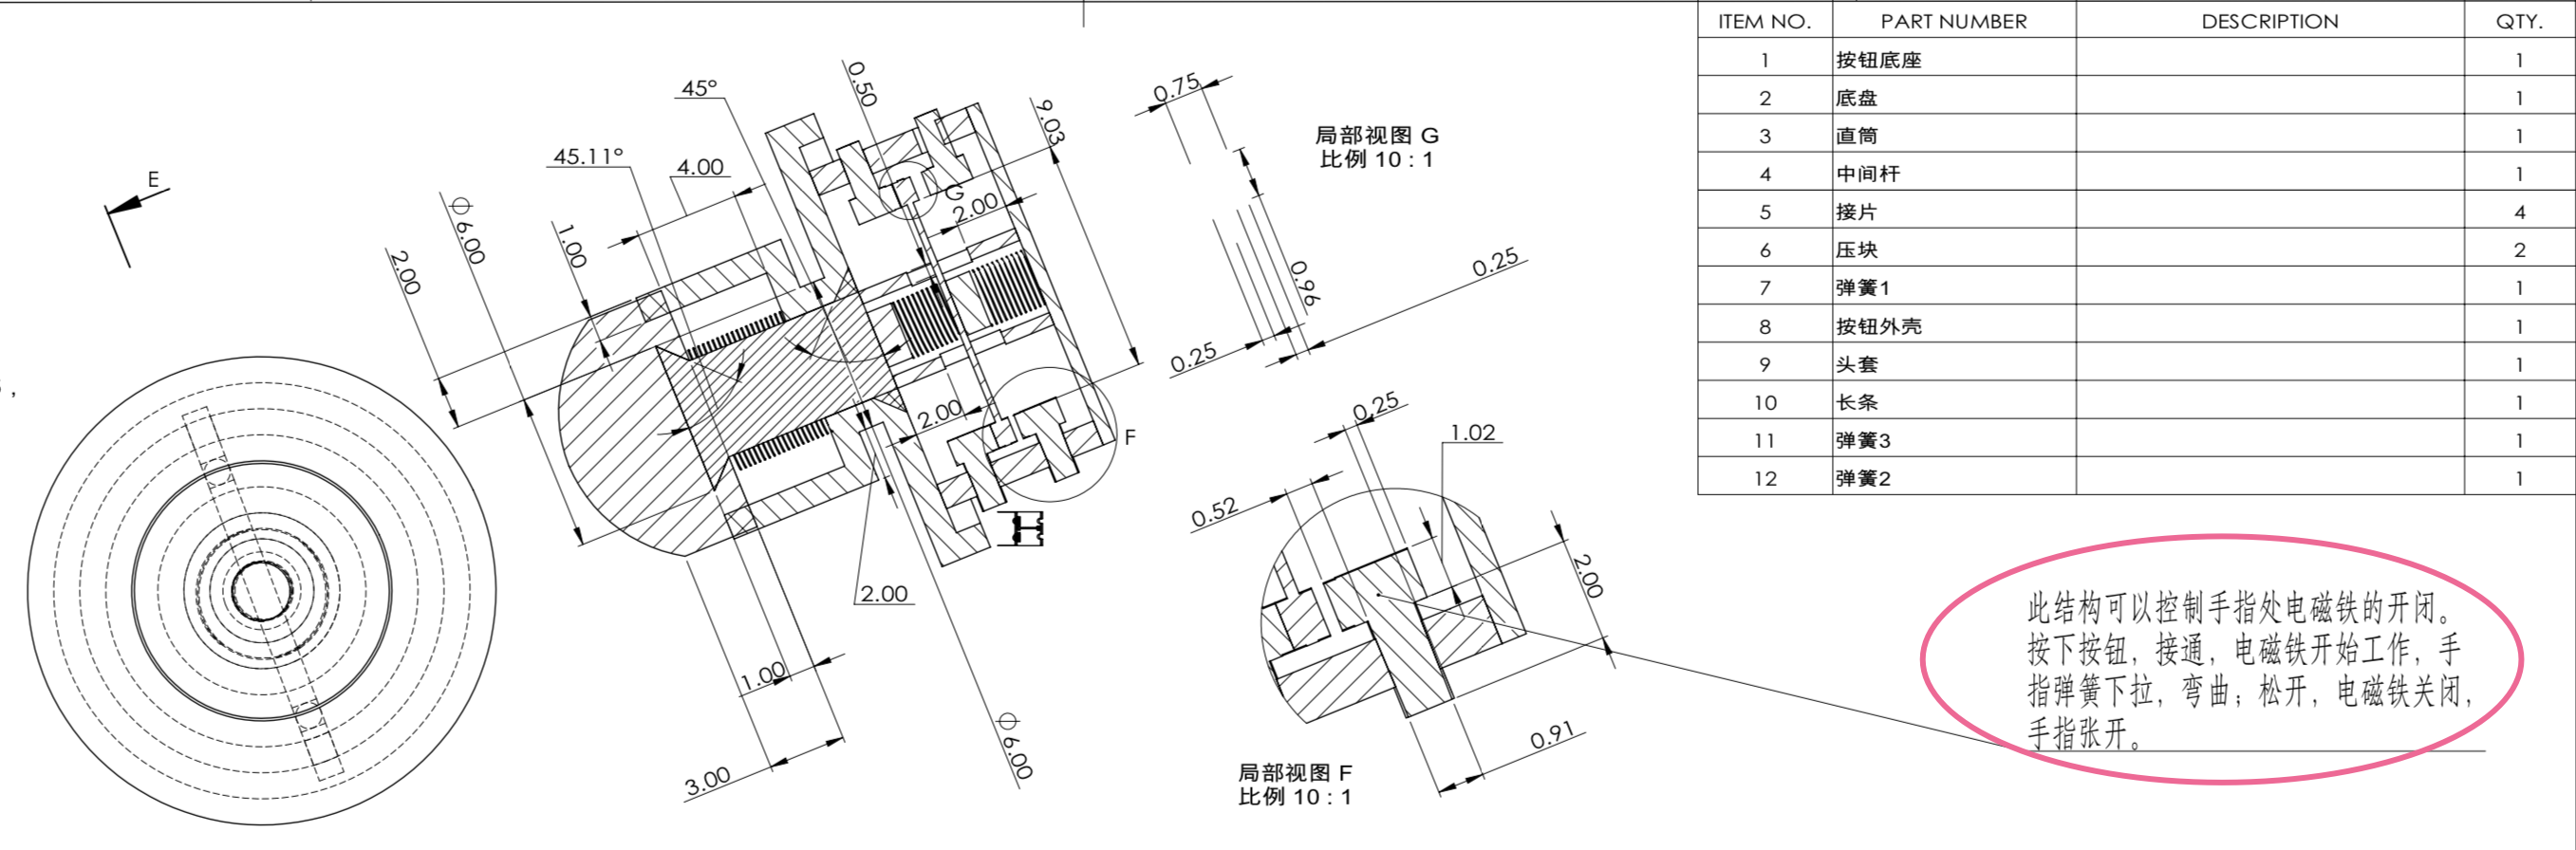 ITEM NO. PART NUMBER DESCRIPTION QTY.
1 按钮底座 1
2 底盘 1
3 直筒 1
4 中间杆 1
5 接片 4
6 压块 2
7 弹簧1 1
8 按钮外壳 1
9 头套 1
10 长条 1
11 弹簧3 1
12 弹簧2 1
E
,
2.00
∅ 6.00
1.00
45.11°
4.00
45°
0.50
9.03
G
2.00
2.00
F
2.00
1.00
3.00
∅ 6.00
0.75
局部视图 G
比例 10 : 1
0.96
0.25
0.25
0.25
1.02
0.52
2.00
0.91
局部视图 F
比例 10 : 1
此结构可以控制手指处电磁铁的开闭。
按下按钮，接通，电磁铁开始工作，手
指弹簧下拉，弯曲；松开，电磁铁关闭，
手指张开。